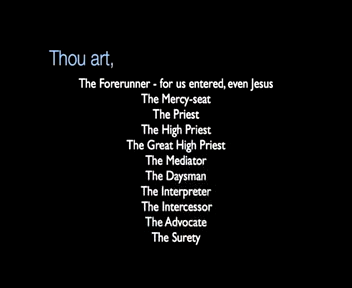 Thou art,
The Forerunner - for us entered, even Jesus
The Mercy-seat
The Priest
The High Priest
The Great High Priest
The Mediator
The Daysman
The Interpreter
The Intercessor
The Advocate
The Surety